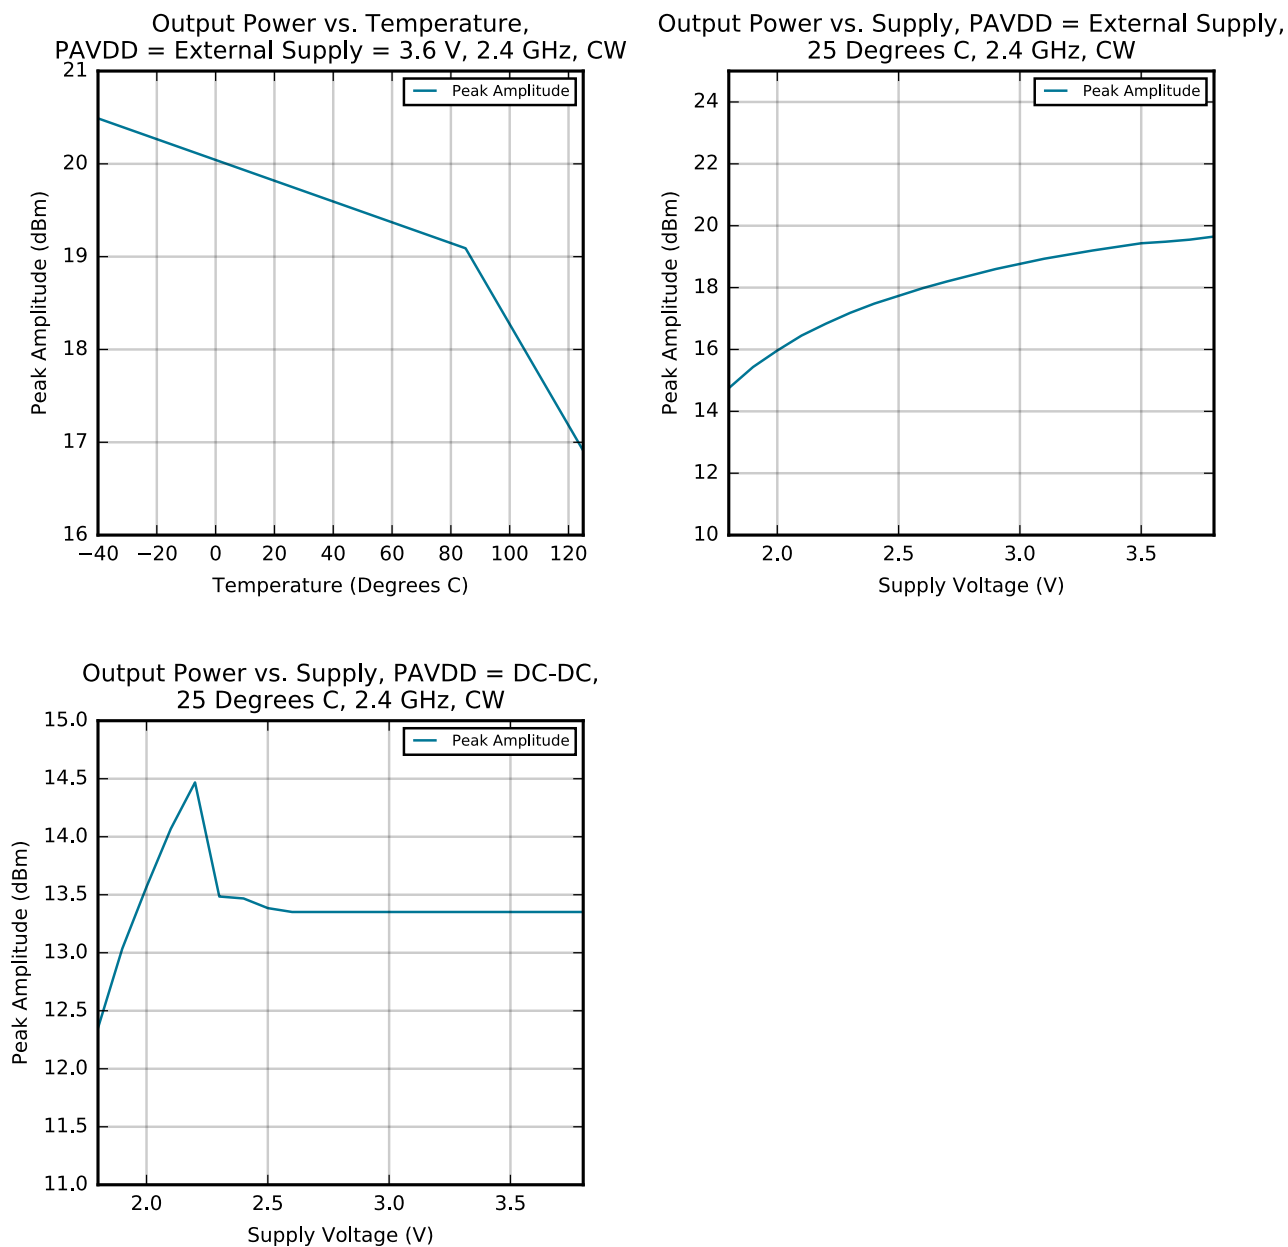 Output Power vs. Temperature,
PAVDD = External Supply = 3.6 V, 2.4 GHz, CW
Peak Amplitude
21
20
19
18
17
16
Peak Amplitude (dBm)
−40 −20 0 20 40 60 80 100 120
Temperature (Degrees C)
Output Power vs. Supply, PAVDD = External Supply,
25 Degrees C, 2.4 GHz, CW
Peak Amplitude
24
22
20
18
16
14
12
10
Peak Amplitude (dBm)
2.0 2.5 3.0 3.5
Supply Voltage (V)
Output Power vs. Supply, PAVDD = DC-DC,
25 Degrees C, 2.4 GHz, CW
Peak Amplitude
15.0
14.5
14.0
13.5
13.0
12.5
12.0
11.5
11.0
Peak Amplitude (dBm)
2.0 2.5 3.0 3.5
Supply Voltage (V)